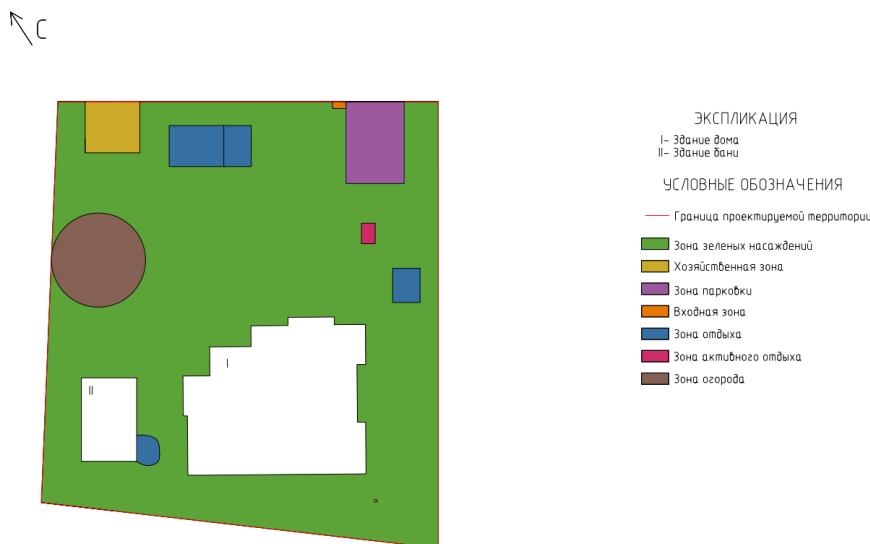 С
ЭКСПЛИКАЦИЯ
I- Здание дома
II- Здание бани
УСЛОВНЫЕ ОБОЗНАЧЕНИЯ
Граница проектируемой территории
Зона зеленых насаждений
Хозяйственная зона
Зона парковки
Входная зона
Зона отдыха
Зона активного отдыха
Зона огорода
I
II